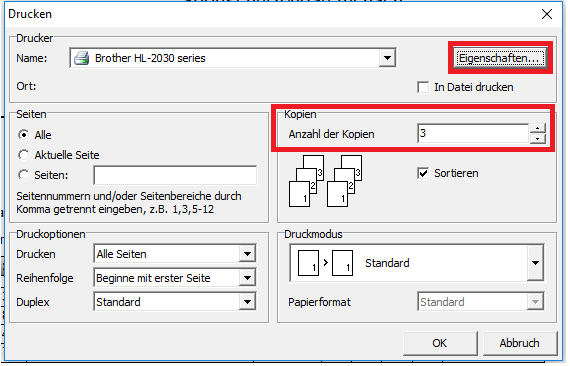 Drucken
Drucker
Name: Brother HL-2030 series Eigenschaften...
Ort: In Datei drucken
Seiten
Alle
Aktuelle Seite
Seiten:
Seitennummern und/oder Seitenbereiche durch
Komma getrennt eingeben, z.B. 1,3,5-12
Kopien
Anzahl der Kopien 3
1 2 3 1 2 3
Sortieren
Druckoptionen
Drucken Alle Seiten
Reihenfolge Beginne mit erster Seite
Duplex Standard
Druckmodus
1 > 1 Standard
Papierformat Standard
OK Abbruch